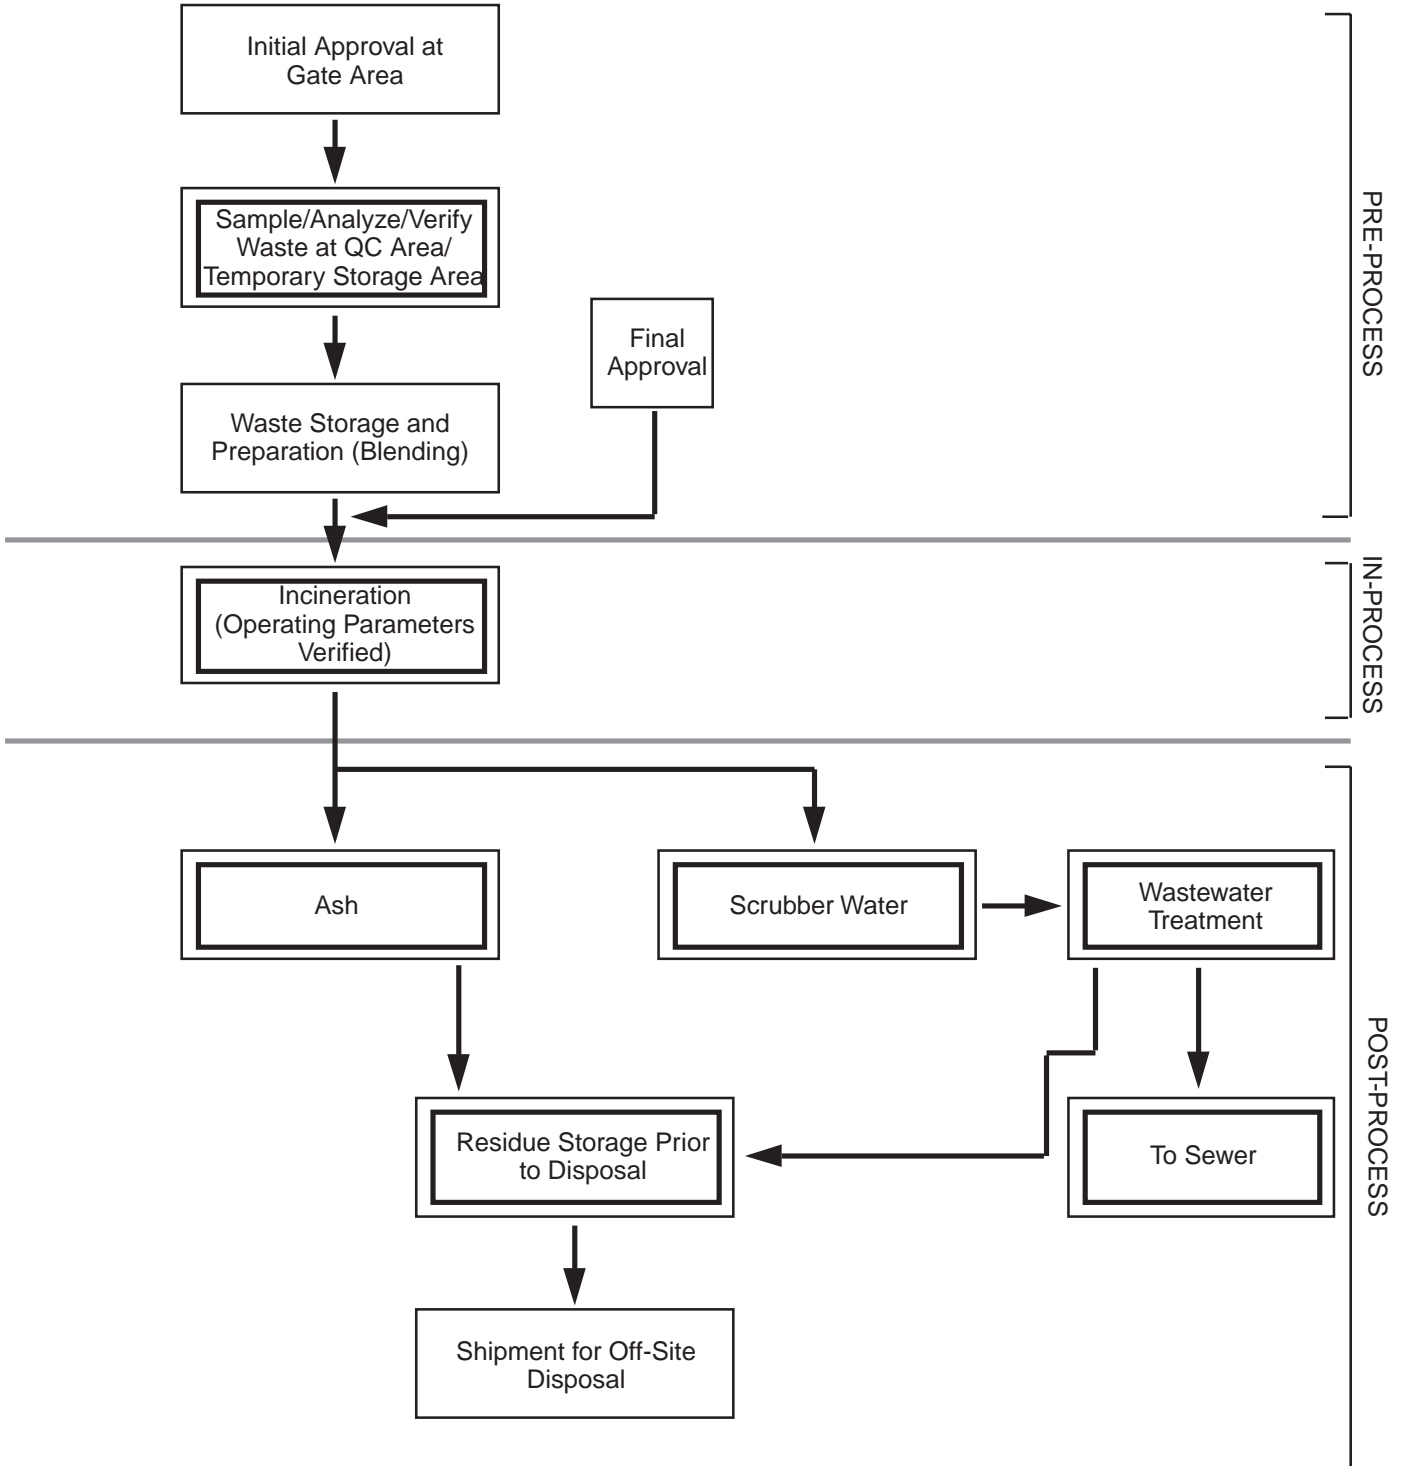 Initial Approval at
Gate Area
Sample/Analyze/Verify
Waste at QC Area/
Temporary Storage Area
Final
Approval
Waste Storage and
Preparation (Blending)
PRE-PROCESS
Incineration
(Operating Parameters
Verified)
IN-PROCESS
Ash
Scrubber Water
Wastewater
Treatment
Residue Storage Prior
to Disposal
To Sewer
Shipment for Off-Site
Disposal
POST-PROCESS